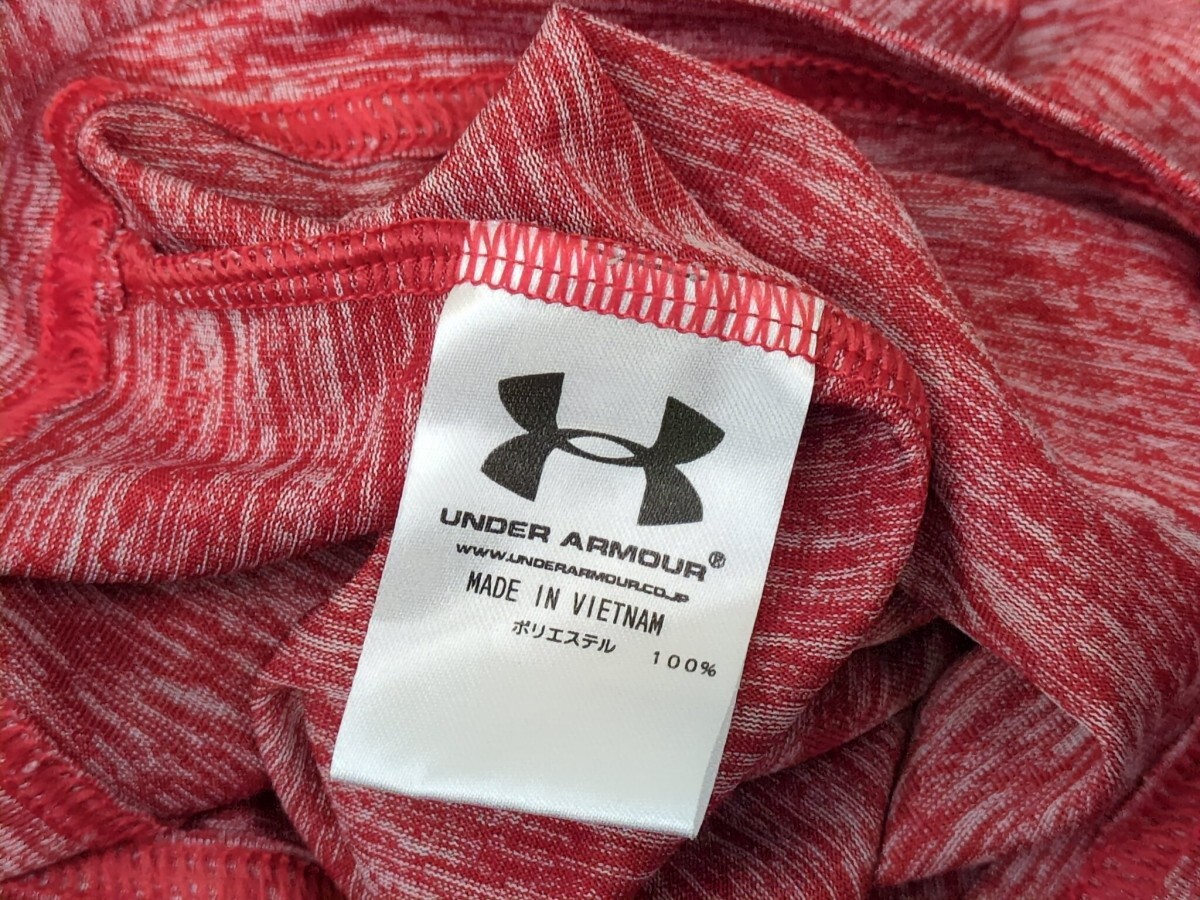 UNDER ARMOUR®
WWW.UNDERARMOUR.CO.JP
MADE IN VIETNAM
ポリエステル 100%